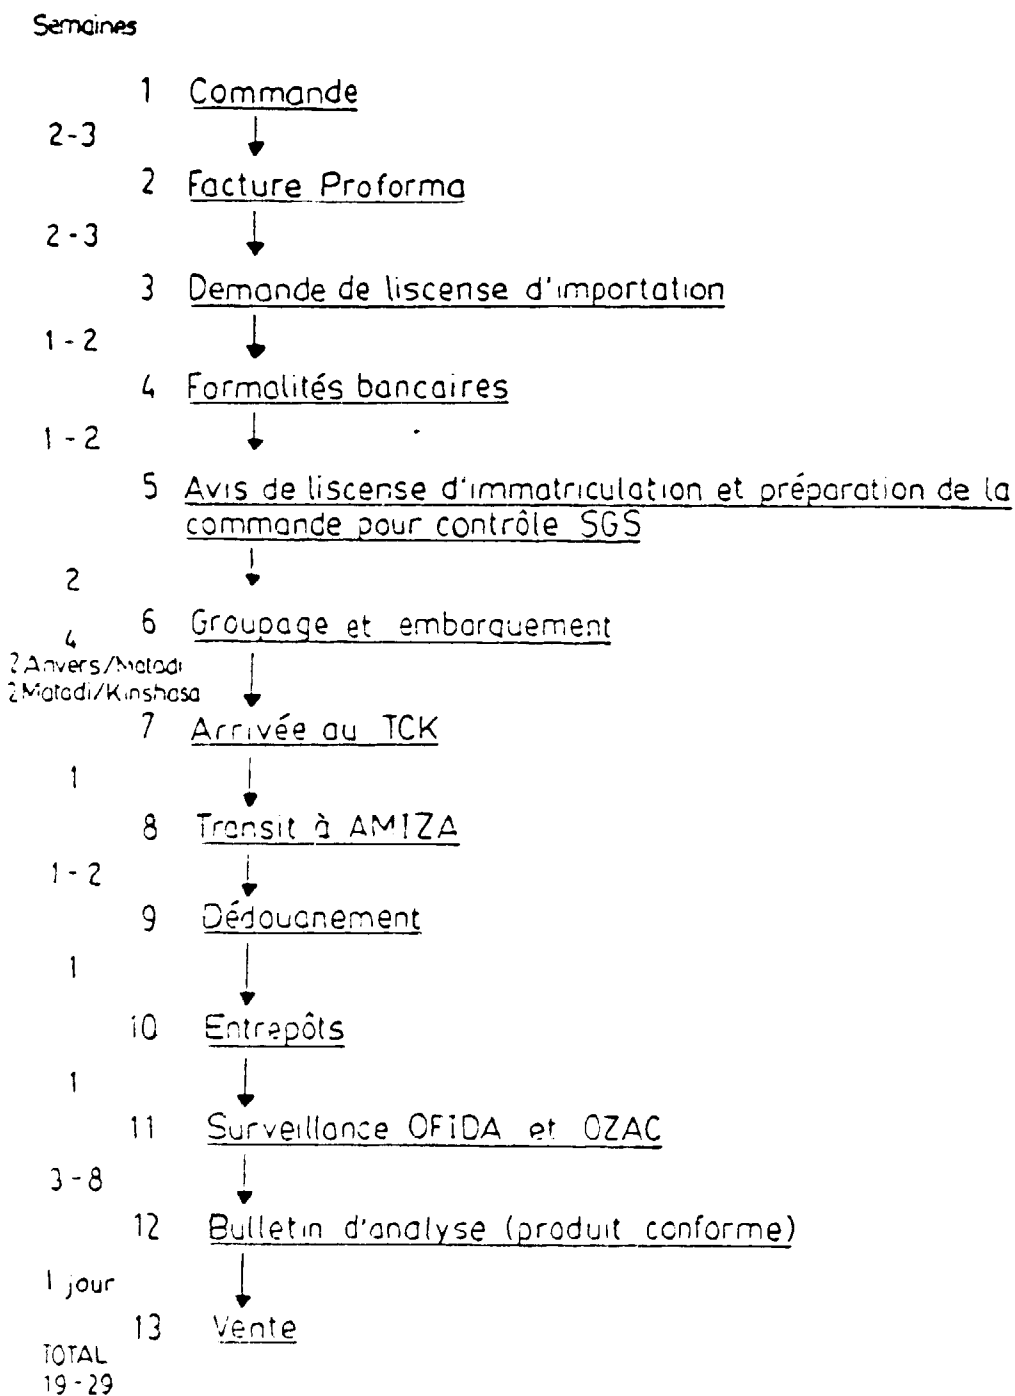 Semaines
1 Commande
2-3
2 Facture Proforma
2-3
3 Demande de liscense d'importation
1-2
4 Formalités bancaires
1-2
5 Avis de liscense d'immatriculation et préparation de la
commande pour contrôle SGS
2
6 Groupage et embarquement
4
2 Anvers/Matadi
2 Matadi/Kinshasa
7 Arrivée au TCK
1
8 Transit à AMIZA
1-2
9 Dédouanement
1
10 Entrepôts
1
11 Surveillance OFIDA et OZAC
3-8
12 Bulletin d'analyse (produit conforme)
1 jour
13 Vente
TOTAL
19-29